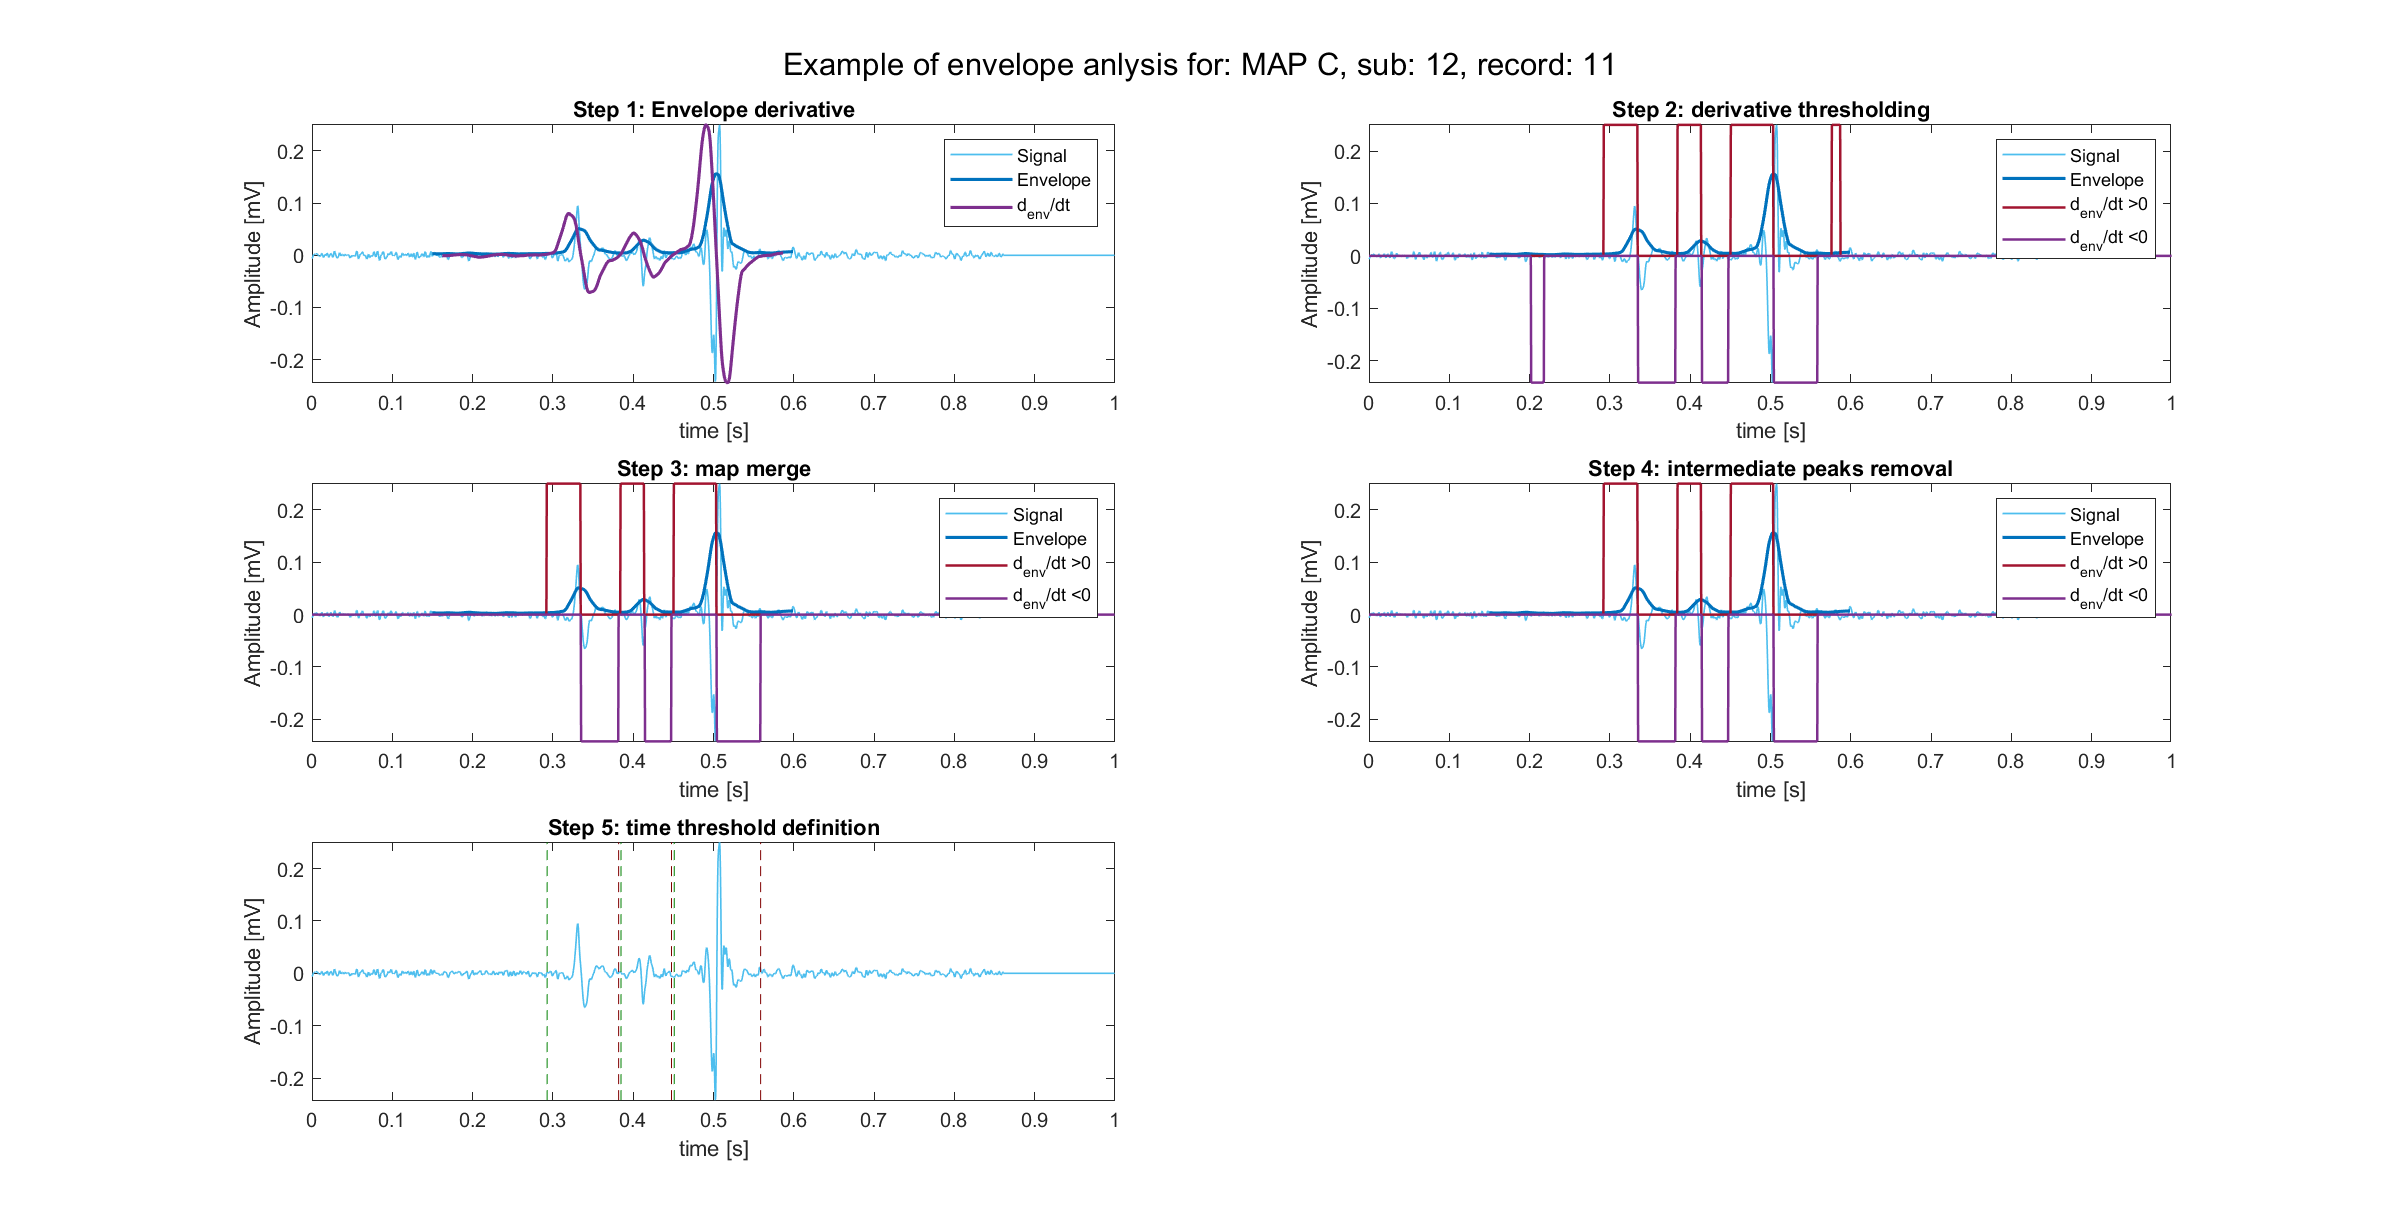 Example of envelope anlysis for: MAP C, sub: 12, record: 11
Step 1: Envelope derivative
0.2
0.1
0
-0.1
-0.2
Amplitude [mV]
Signal
Envelope
d_env/dt
0 0.1 0.2 0.3 0.4 0.5 0.6 0.7 0.8 0.9 1
time [s]
Step 2: derivative thresholding
0.2
0.1
0
-0.1
-0.2
Amplitude [mV]
Signal
Envelope
d_env/dt >0
d_env/dt <0
0 0.1 0.2 0.3 0.4 0.5 0.6 0.7 0.8 0.9 1
time [s]
Step 3: map merge
0.2
0.1
0
-0.1
-0.2
Amplitude [mV]
Signal
Envelope
d_env/dt >0
d_env/dt <0
0 0.1 0.2 0.3 0.4 0.5 0.6 0.7 0.8 0.9 1
time [s]
Step 4: intermediate peaks removal
0.2
0.1
0
-0.1
-0.2
Amplitude [mV]
Signal
Envelope
d_env/dt >0
d_env/dt <0
0 0.1 0.2 0.3 0.4 0.5 0.6 0.7 0.8 0.9 1
time [s]
Step 5: time threshold definition
0.2
0.1
0
-0.1
-0.2
Amplitude [mV]
0 0.1 0.2 0.3 0.4 0.5 0.6 0.7 0.8 0.9 1
time [s]